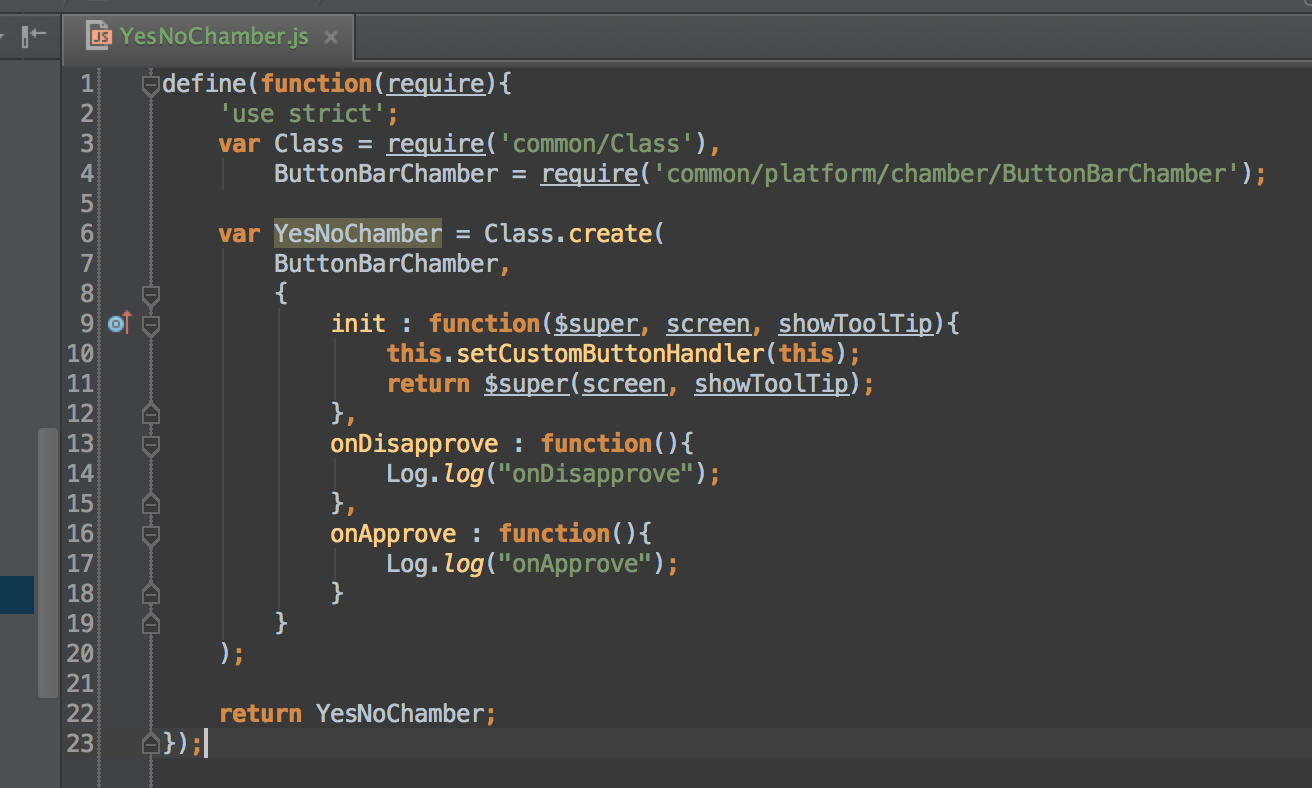 YesNoChamber.js
1 define(function(require){
2 'use strict';
3 var Class = require('common/Class'),
4 ButtonBarChamber = require('common/platform/chamber/ButtonBarChamber');
5
6 var YesNoChamber = Class.create(
7 ButtonBarChamber,
8 {
9 init : function($super, screen, showToolTip){
10 this.setCustomButtonHandler(this);
11 return $super(screen, showToolTip);
12 },
13 onDisapprove : function(){
14 Log.log("onDisapprove");
15 },
16 onApprove : function(){
17 Log.log("onApprove");
18 }
19 }
20 );
21
22 return YesNoChamber;
23 });